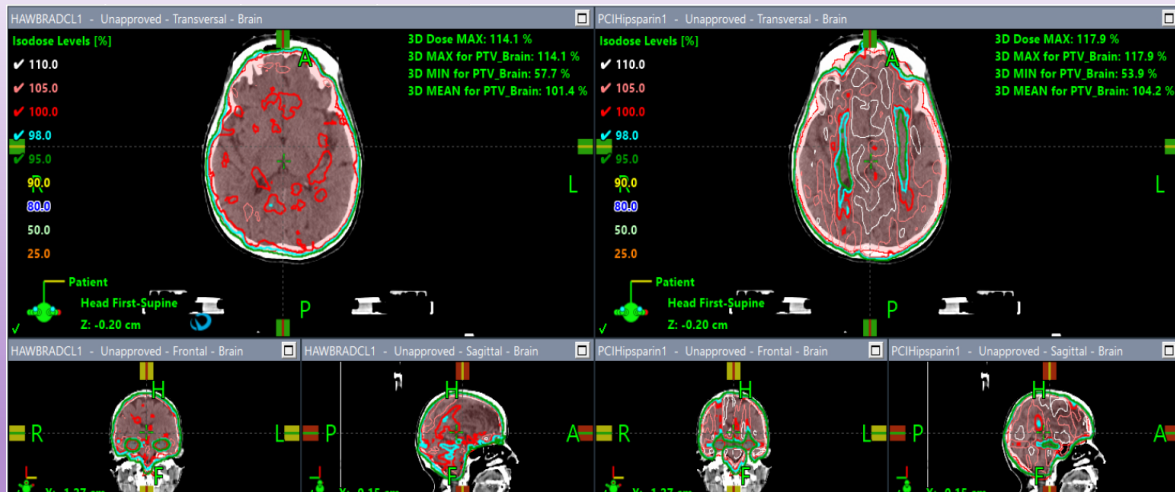 HAWBRADCL1 - Unapproved - Transversal - Brain
Isodose Levels [%]
110.0
105.0
100.0
98.0
95.0
90.0
80.0
50.0
25.0
3D Dose MAX: 114.1 %
3D MAX for PTV_Brain: 114.1 %
3D MIN for PTV_Brain: 57.7 %
3D MEAN for PTV_Brain: 101.4 %
A
R
L
P
Patient
Head First-Supine
Z: -0.20 cm
PCIHipsparin1 - Unapproved - Transversal - Brain
Isodose Levels [%]
110.0
105.0
100.0
98.0
95.0
90.0
80.0
50.0
25.0
3D Dose MAX: 117.9 %
3D MAX for PTV_Brain: 117.9 %
3D MIN for PTV_Brain: 53.9 %
3D MEAN for PTV_Brain: 104.2 %
A
R
L
P
Patient
Head First-Supine
Z: -0.20 cm
HAWBRADCL1 - Unapproved - Frontal - Brain
H
R
L
F
HAWBRADCL1 - Unapproved - Sagittal - Brain
H
P
A
F
PCIHipsparin1 - Unapproved - Frontal - Brain
H
R
L
F
PCIHipsparin1 - Unapproved - Sagittal - Brain
H
P
A
F